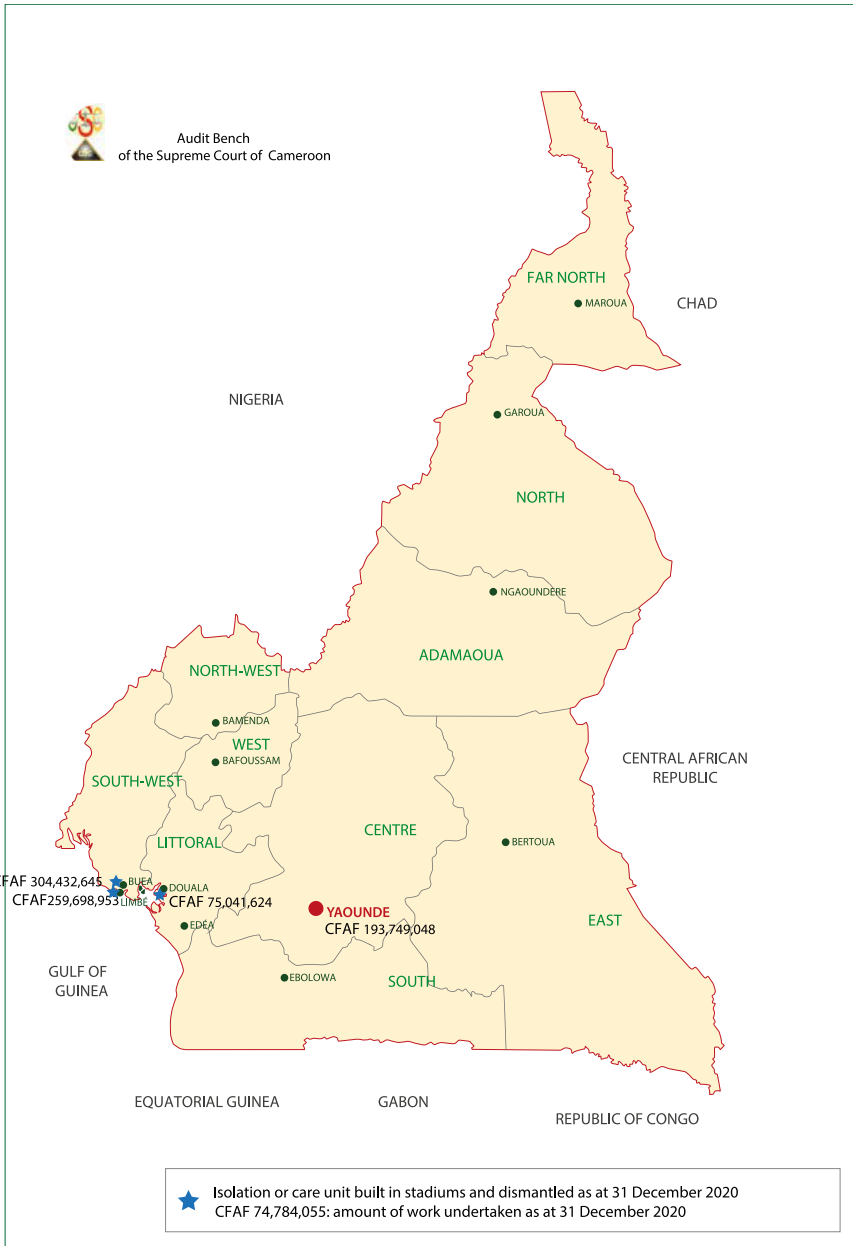 Audit Bench
of the Supreme Court of Cameroon
FAR NORTH
MAROUA
CHAD
NIGERIA
GAROUA
NORTH
NGAOUNDERE
ADAMAOUA
NORTH-WEST
BAMENDA
WEST
BAFOUSSAM
SOUTH-WEST
CENTRAL AFRICAN
REPUBLIC
LITTORAL
CENTRE
BERTOUA
CFAF 304,432,645
BUEA
DOUALA
CFAF259,698,953
LIMBÉ
CFAF 75,041,624
YAOUNDE
CFAF 193,749,048
EDÉA
EAST
GULF OF
GUINEA
EBOLOWA
SOUTH
EQUATORIAL GUINEA
GABON
REPUBLIC OF CONGO
Isolation or care unit built in stadiums and dismantled as at 31 December 2020
CFAF 74,784,055: amount of work undertaken as at 31 December 2020